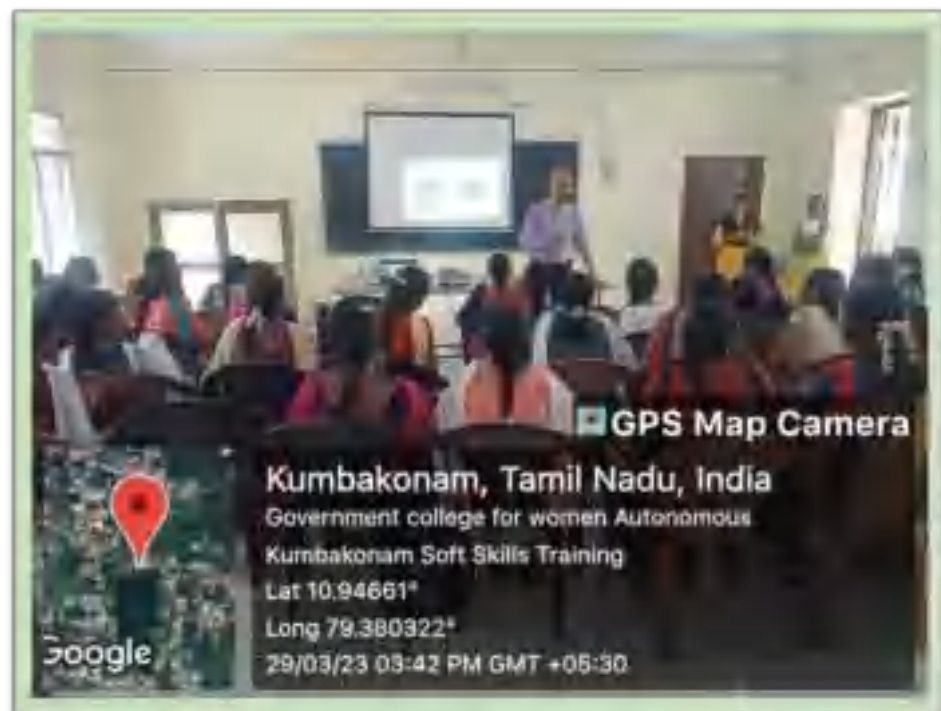 GPS Map Camera
Kumbakonam, Tamil Nadu, India
Government college for women Autonomous
Kumbakonam Soft Skills Training
Lat 10.94661°
Long 79.380322°
29/03/23 03:42 PM GMT +05:30
Google